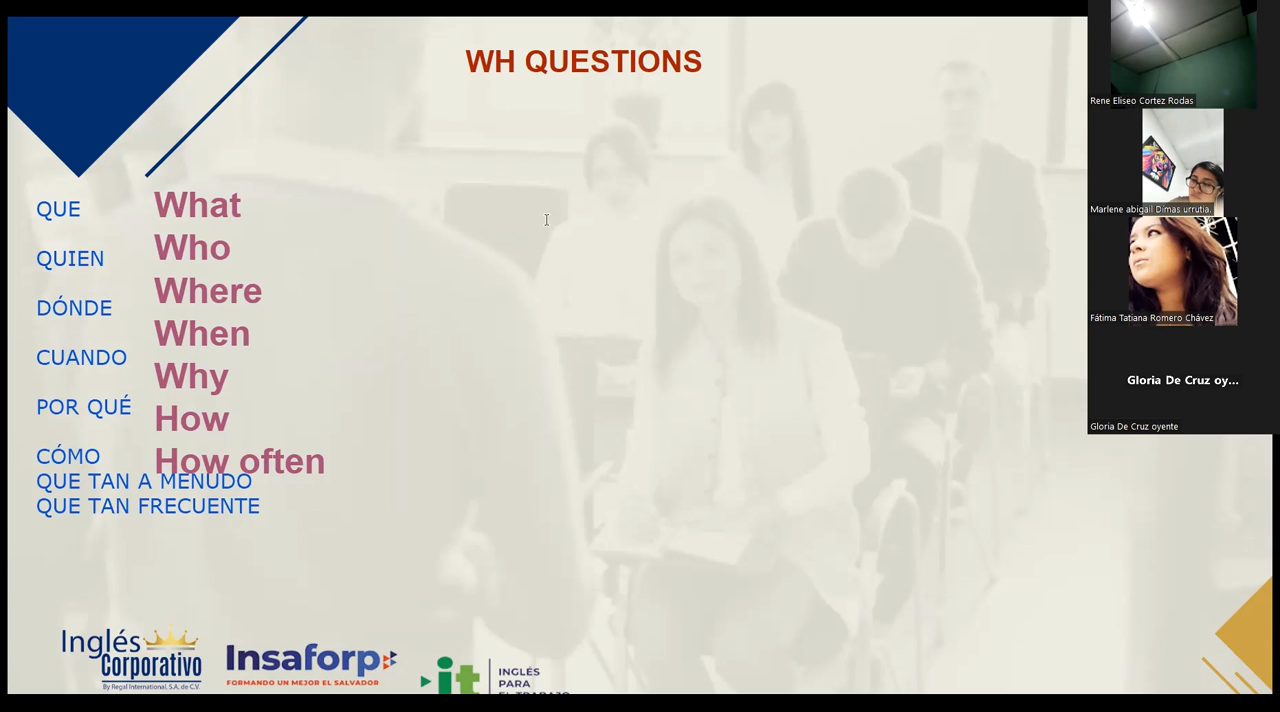 WH QUESTIONS
QUE
QUIEN
DÓNDE
CUANDO
POR QUÉ
CÓMO
QUE TAN A MENUDO
QUE TAN FRECUENTE
What
Who
Where
When
Why
How
How often
Inglés
Corporativo
By Regal International, S.A. de C.V.
Insaforp
FORMANDO UN MEJOR EL SALVADOR
it
INGLÉS
PARA
EL TRABAJO
Rene Eliseo Cortez Rodas
Marlene abigail Dimas urrutia.
Fátima Tatiana Romero Chávez
Gloria De Cruz oy...
Gloria De Cruz oyente